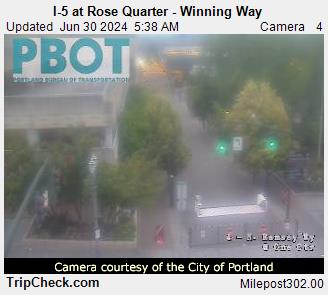 I-5 at Rose Quarter - Winning Way
Updated Jun 30 2024 5:38 AM Camera 4
PBOT
PORTLAND BUREAU OF TRANSPORTATION
Camera courtesy of the City of Portland
TripCheck.com Milepost302.00